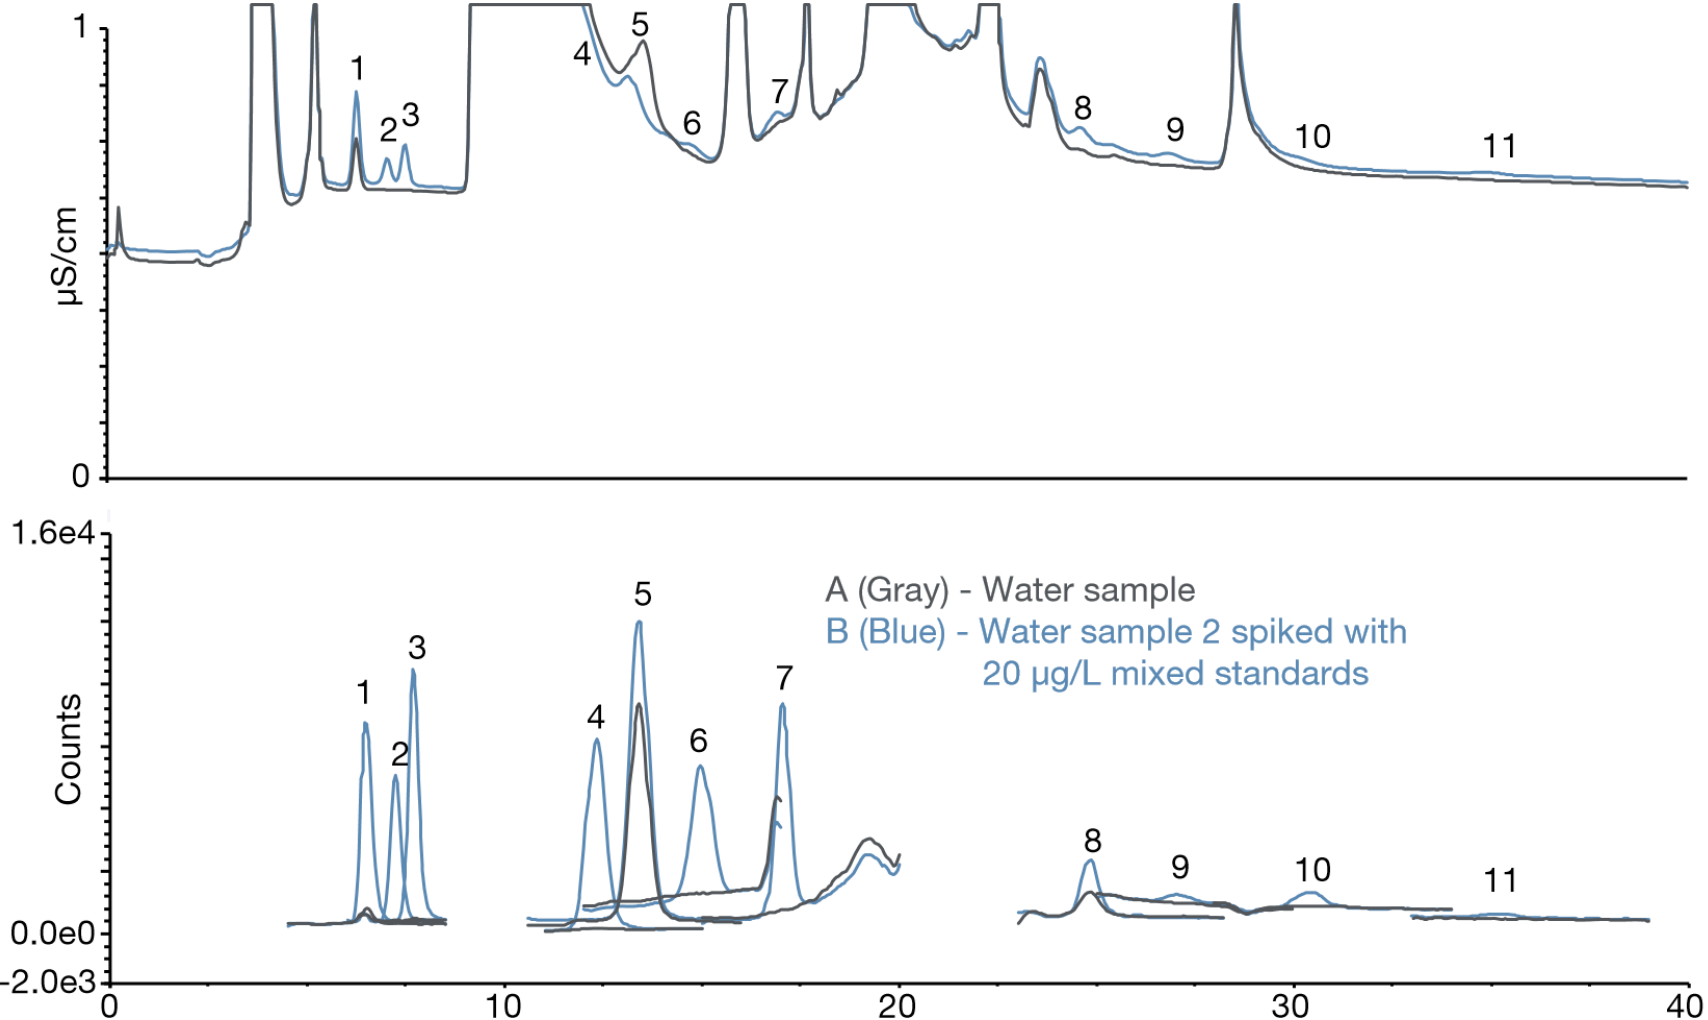 1
5
4
1
2
3
6
7
8
9
10
11
µS/cm
0
1.6e4
A (Gray) - Water sample
B (Blue) - Water sample 2 spiked with
20 µg/L mixed standards
5
3
1
2
4
6
7
8
9
10
11
Counts
0.0e0
-2.0e3
0 10 20 30 40